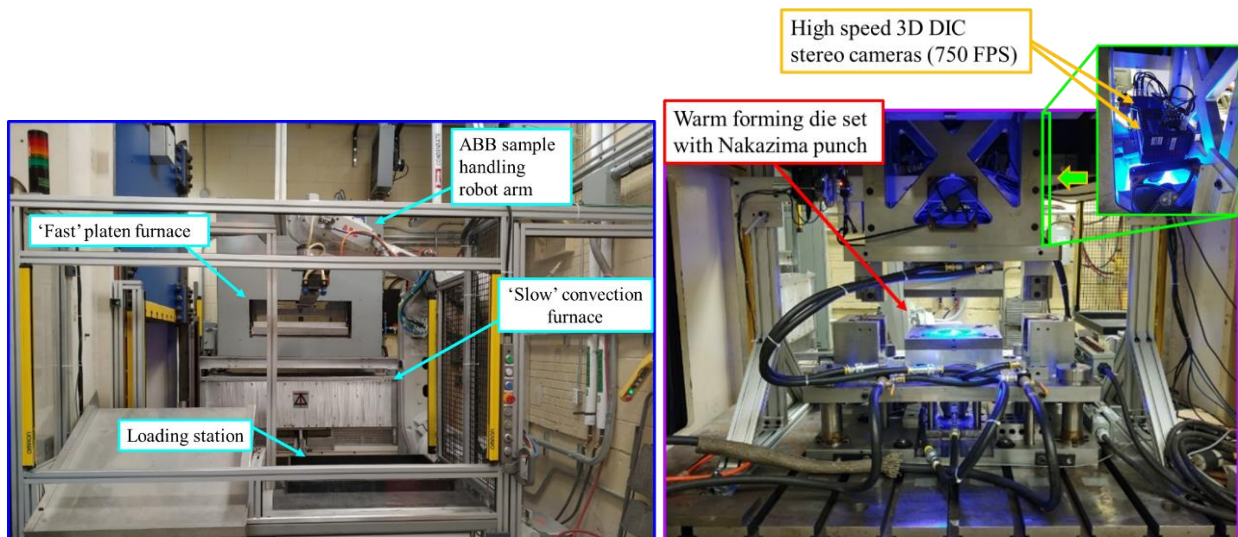 High speed 3D DIC
stereo cameras (750 FPS)
Warm forming die set
with Nakazima punch
ABB sample
handling
robot arm
‘Fast’ platen furnace
‘Slow’ convection
furnace
Loading station